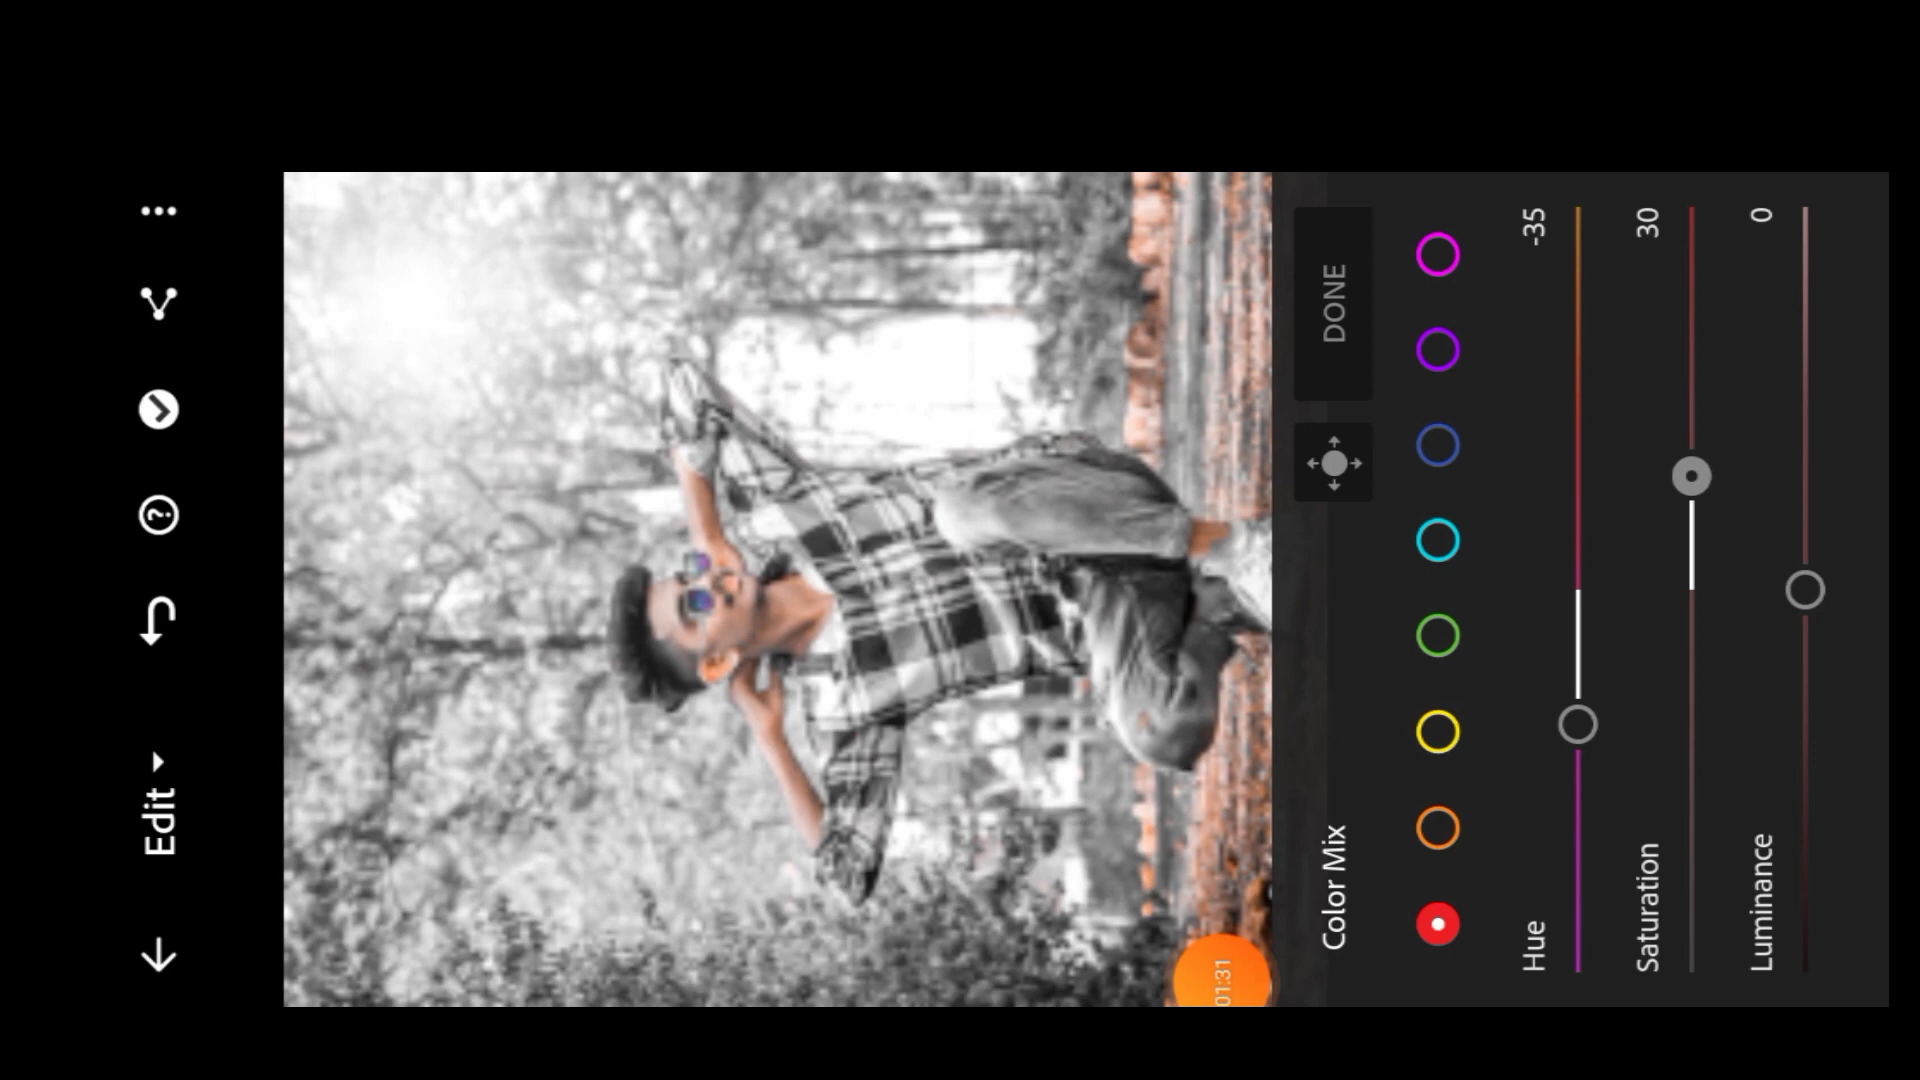 Edit
Color Mix
DONE
Hue
-35
Saturation
30
Luminance
0
01:31